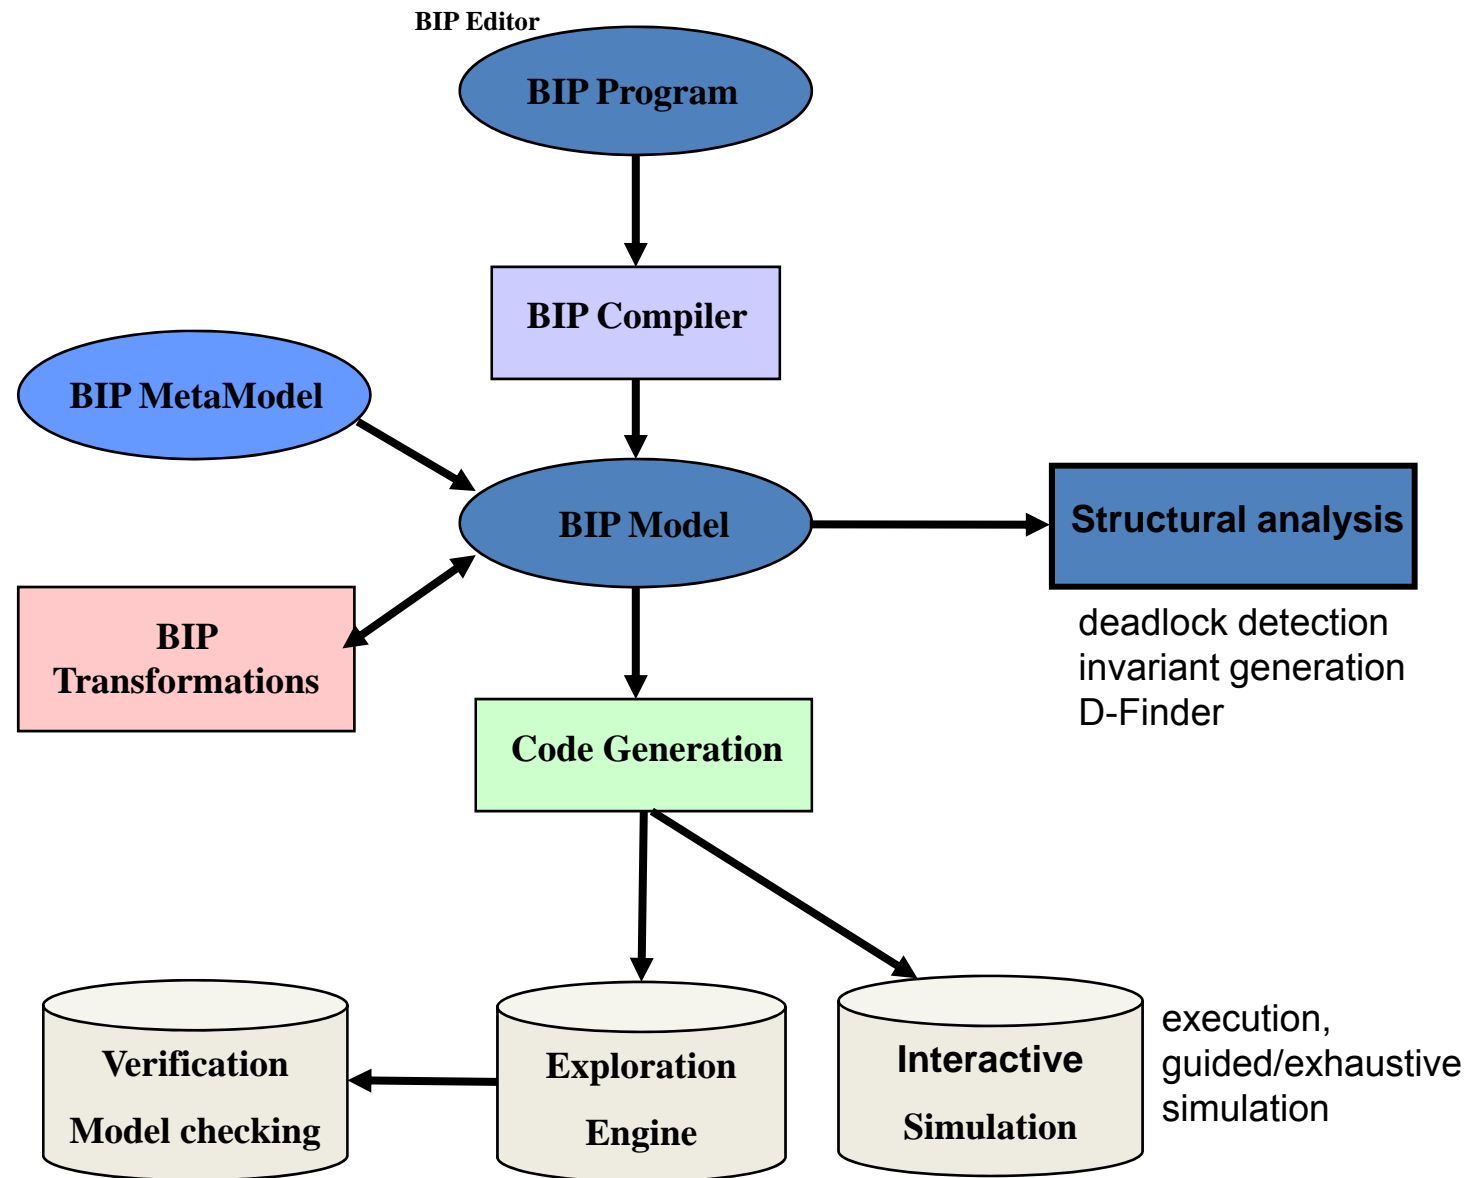 BIP Editor
BIP Program
BIP Compiler
BIP MetaModel
BIP Model
Structural analysis
deadlock detection
invariant generation
D-Finder
BIP
Transformations
Code Generation
Verification
Model checking
Exploration
Engine
Interactive
Simulation
execution,
guided/exhaustive
simulation